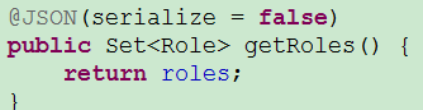 @JSON(serialize = false)
public Set<Role> getRoles() {
    return roles;
}